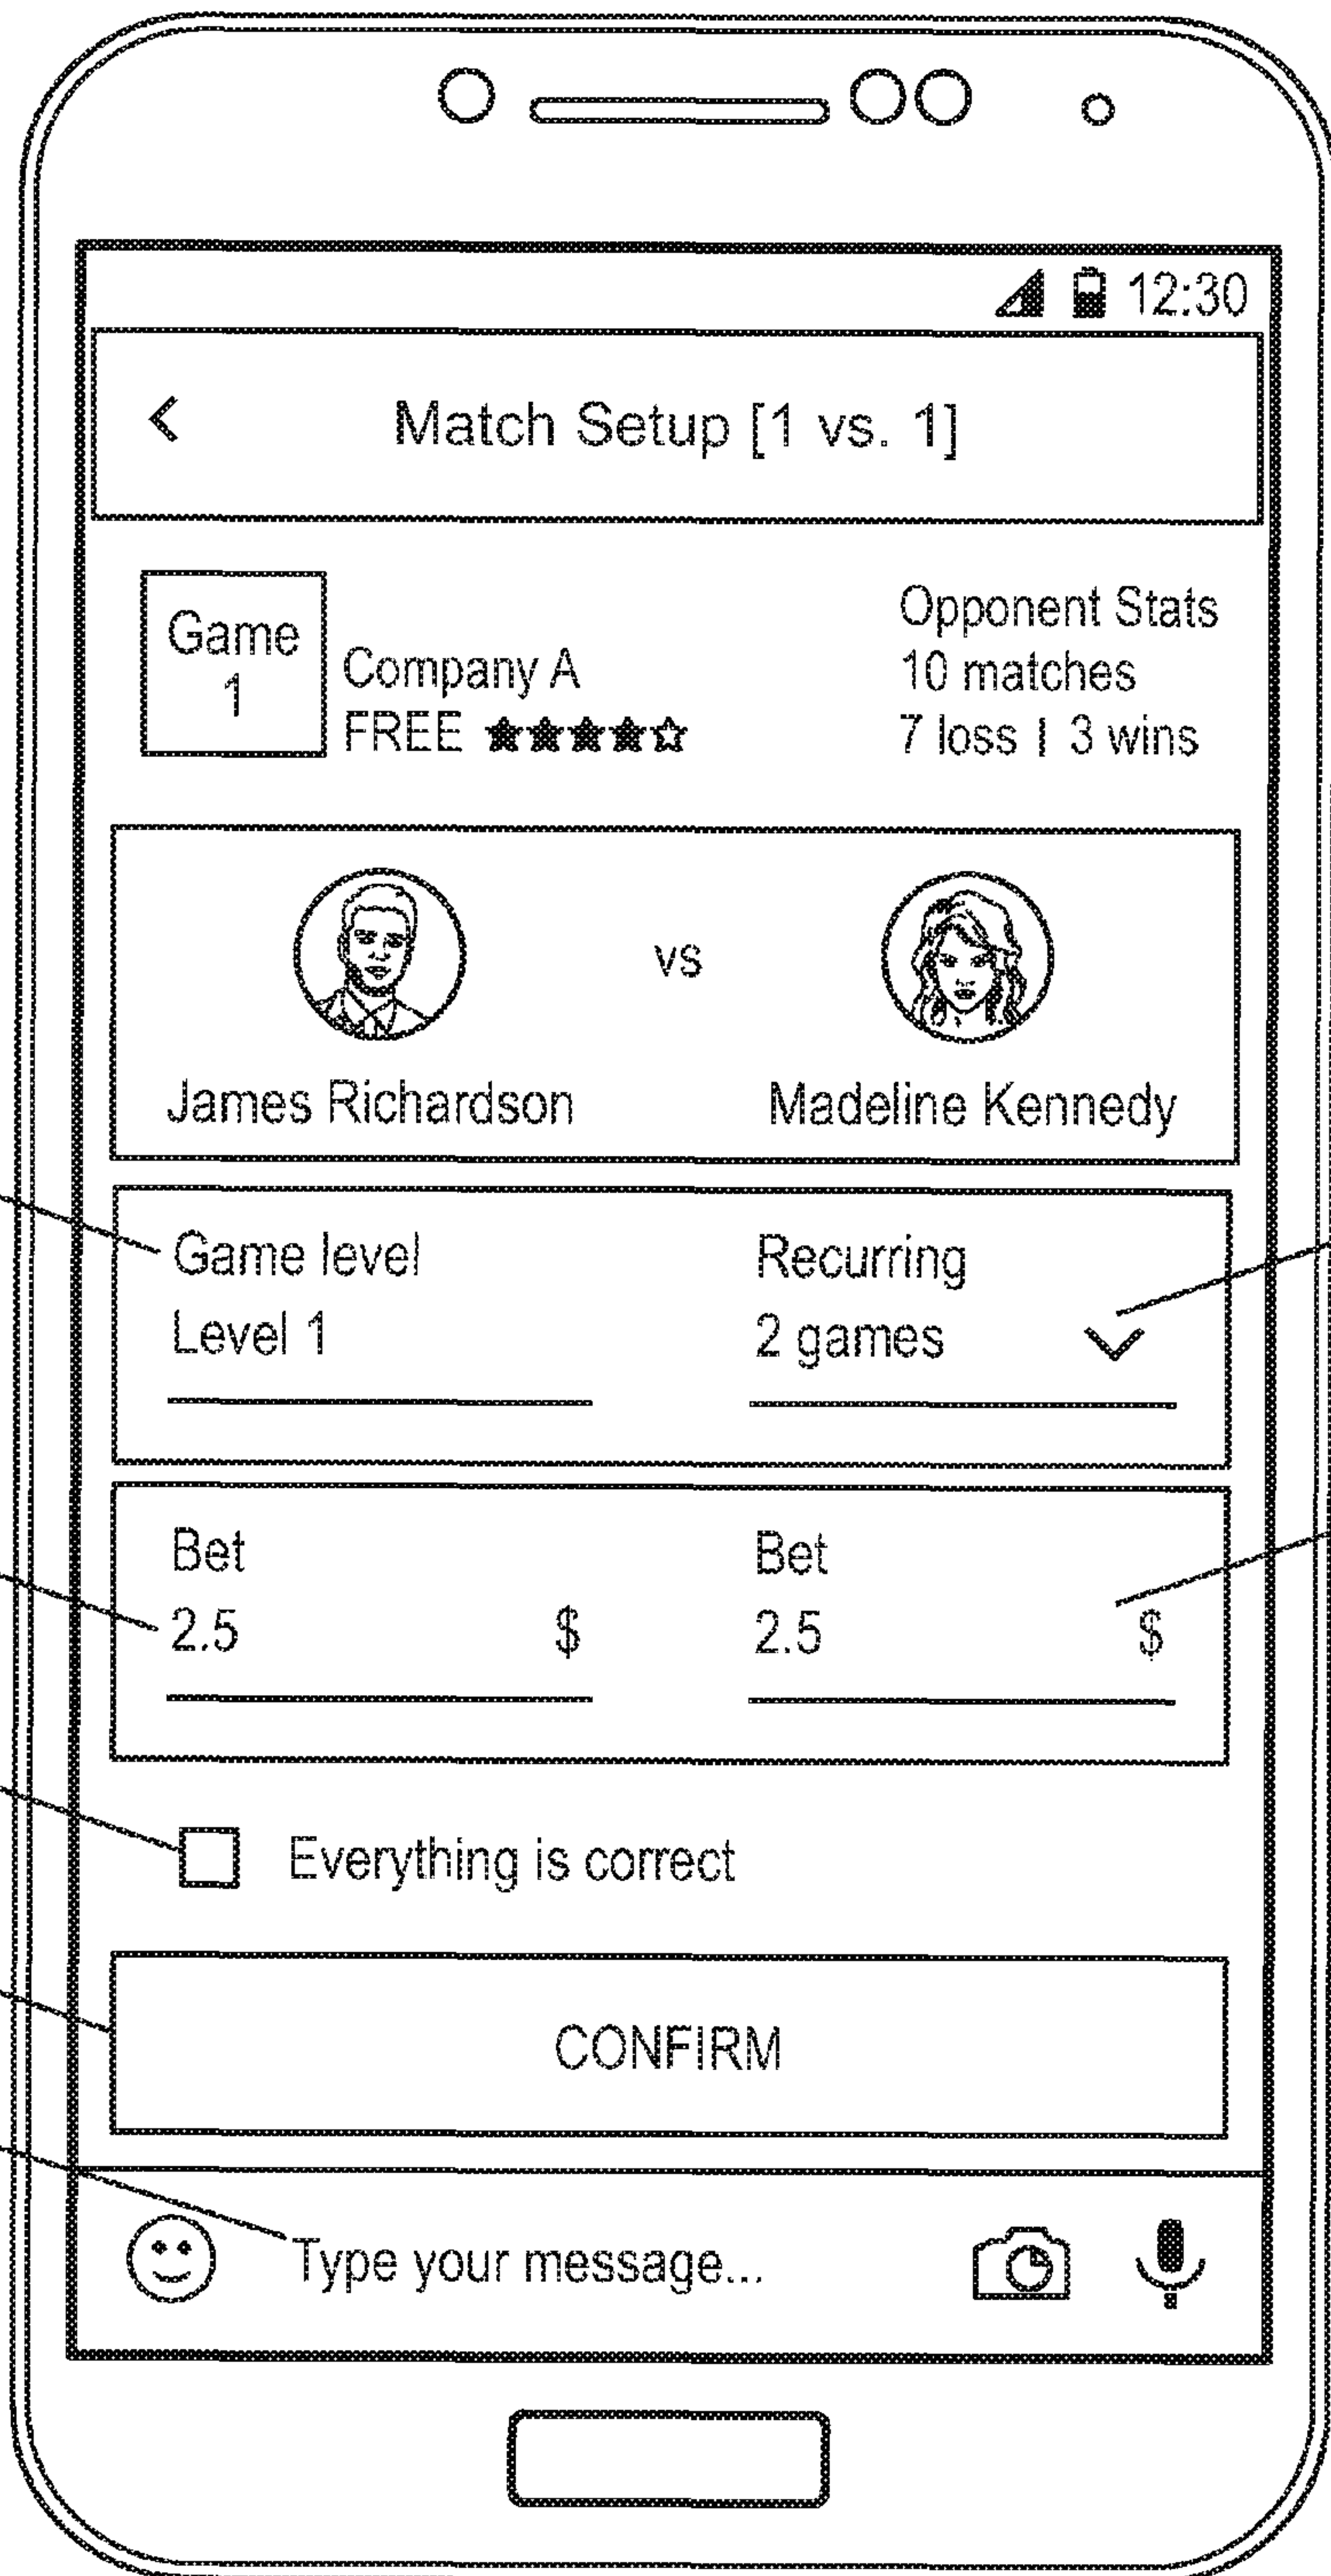 12:30
Match Setup [1 vs. 1]
Game
1
Company A
FREE
Opponent Stats
10 matches
7 loss | 3 wins
vs
James Richardson
Madeline Kennedy
Game level
Level 1
Recurring
2 games
Bet
2.5 $
Bet
2.5 $
Everything is correct
CONFIRM
Type your message...